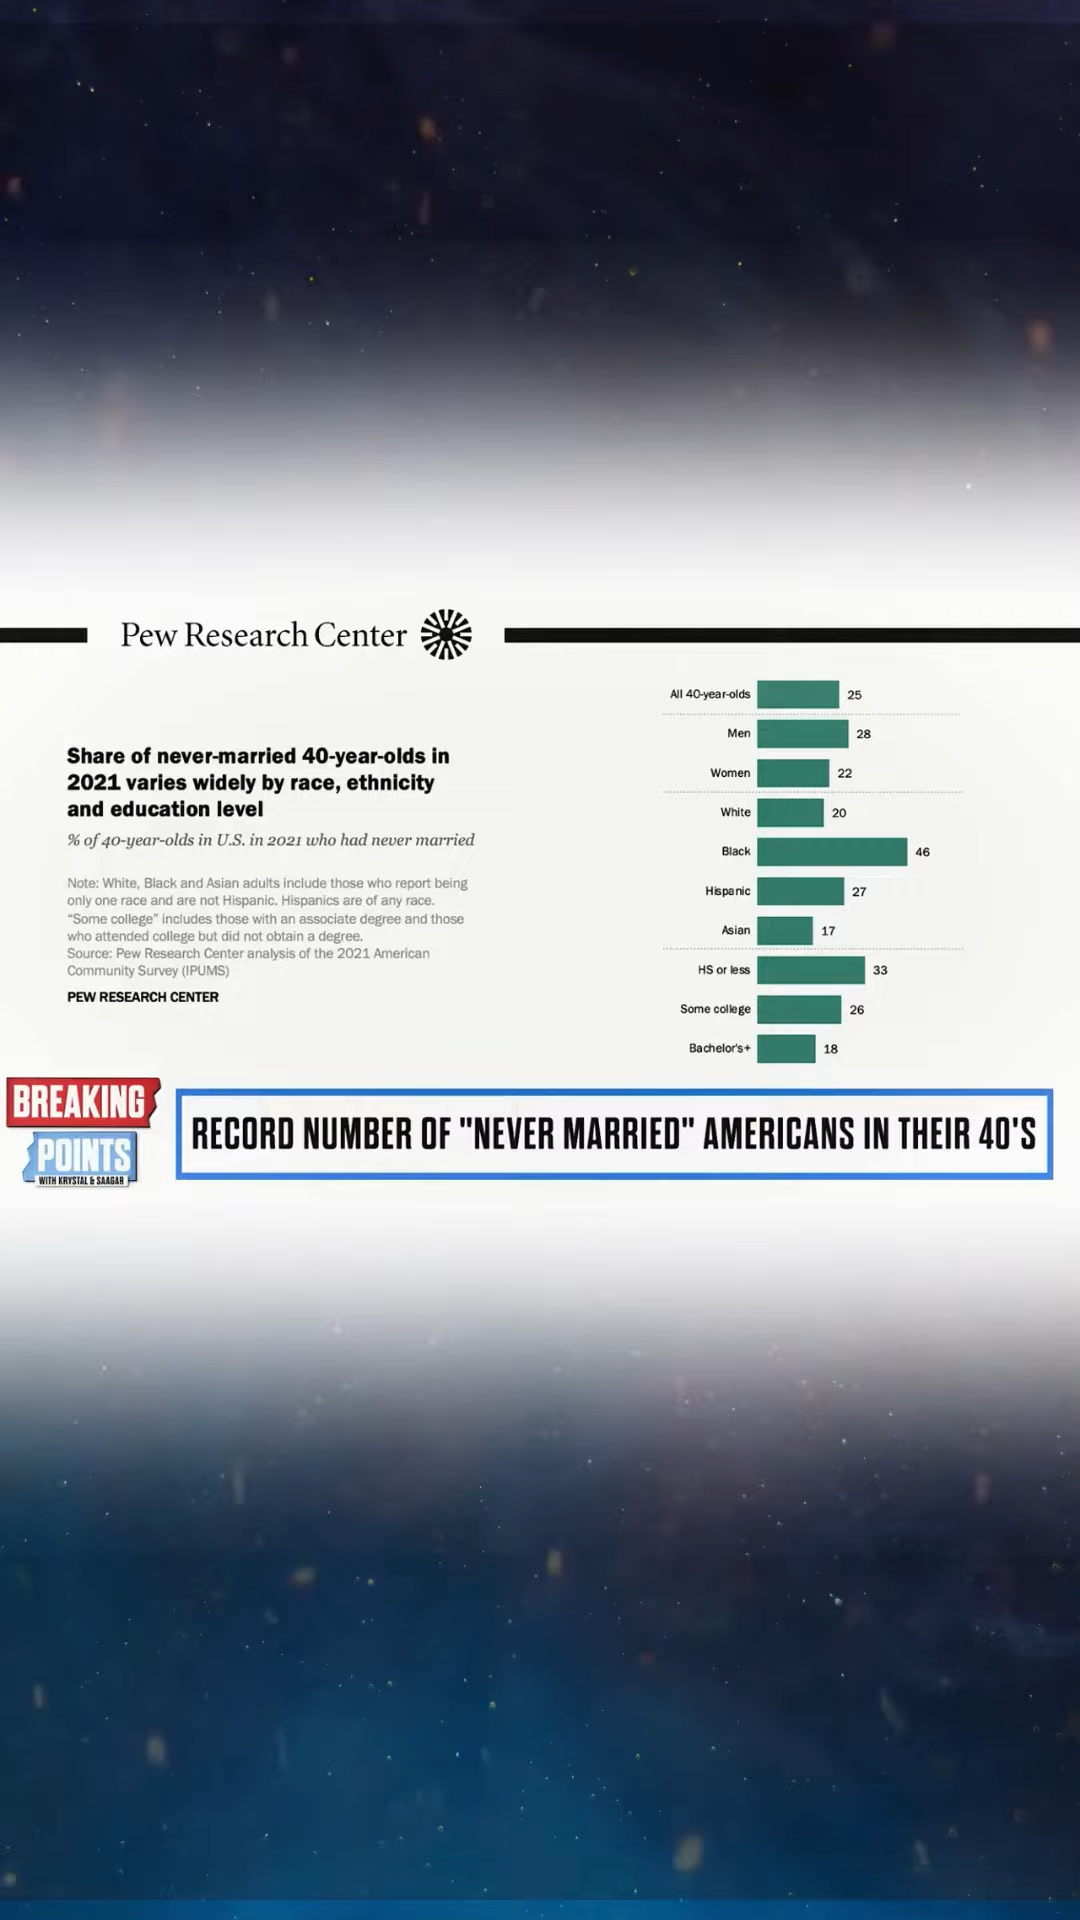 Pew Research Center
Share of never-married 40-year-olds in
2021 varies widely by race, ethnicity
and education level
% of 40-year-olds in U.S. in 2021 who had never married
Note: White, Black and Asian adults include those who report being
only one race and are not Hispanic. Hispanics are of any race.
“Some college” includes those with an associate degree and those
who attended college but did not obtain a degree.
Source: Pew Research Center analysis of the 2021 American
Community Survey (IPUMS)
PEW RESEARCH CENTER
All 40-year-olds 25
Men 28
Women 22
White 20
Black 46
Hispanic 27
Asian 17
HS or less 33
Some college 26
Bachelor's+ 18
BREAKING
POINTS
WITH KRYSTAL & SAAGAR
RECORD NUMBER OF "NEVER MARRIED" AMERICANS IN THEIR 40'S